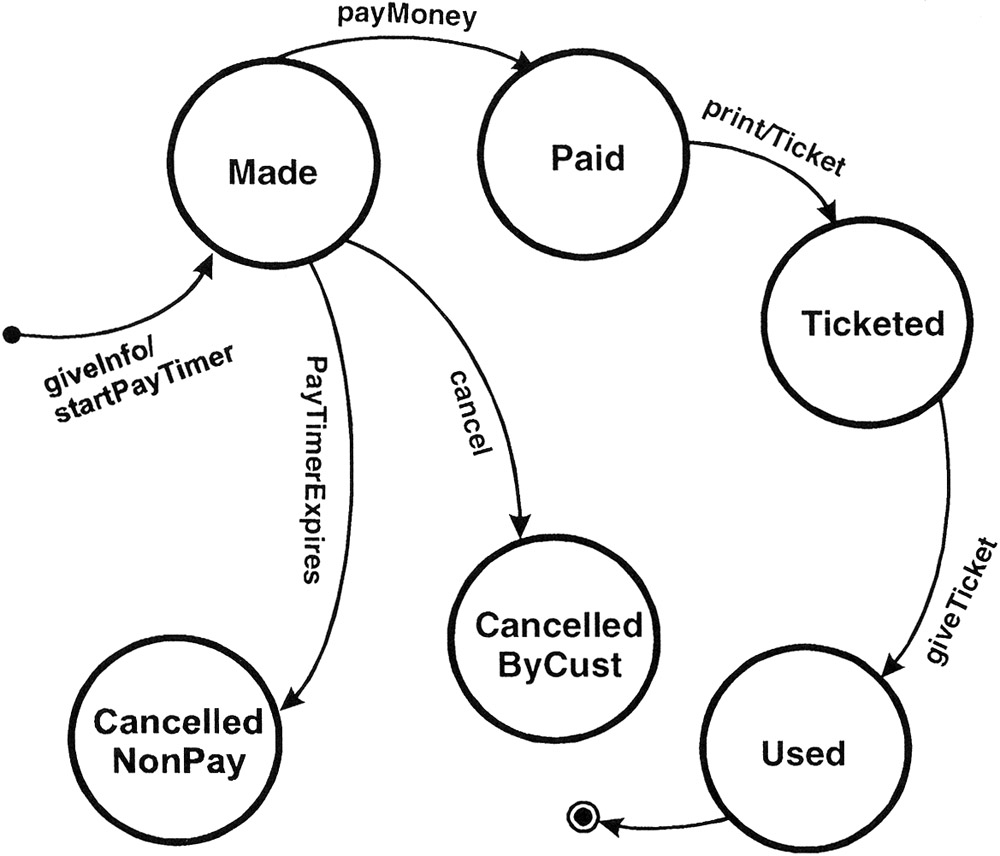 payMoney
Made
Paid
print/Ticket
Ticketed
giveInfo/
startPayTimer
PayTimerExpires
cancel
giveTicket
Cancelled
ByCust
Cancelled
NonPay
Used